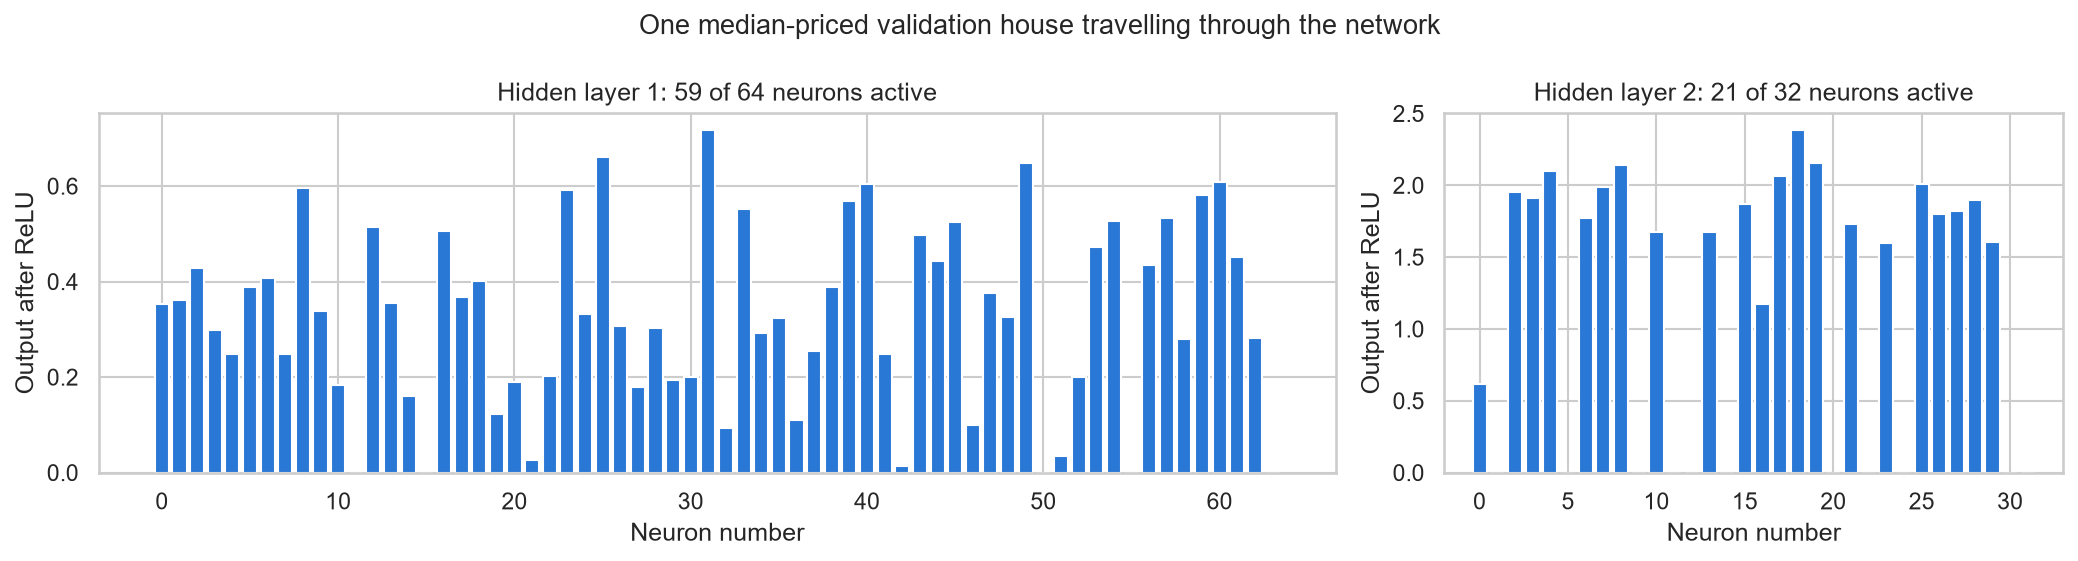 One median-priced validation house travelling through the network
Hidden layer 1: 59 of 64 neurons active
Output after ReLU
0.6
0.4
0.2
0.0
0 10 20 30 40 50 60
Neuron number
Hidden layer 2: 21 of 32 neurons active
Output after ReLU
2.5
2.0
1.5
1.0
0.5
0.0
0 5 10 15 20 25 30
Neuron number